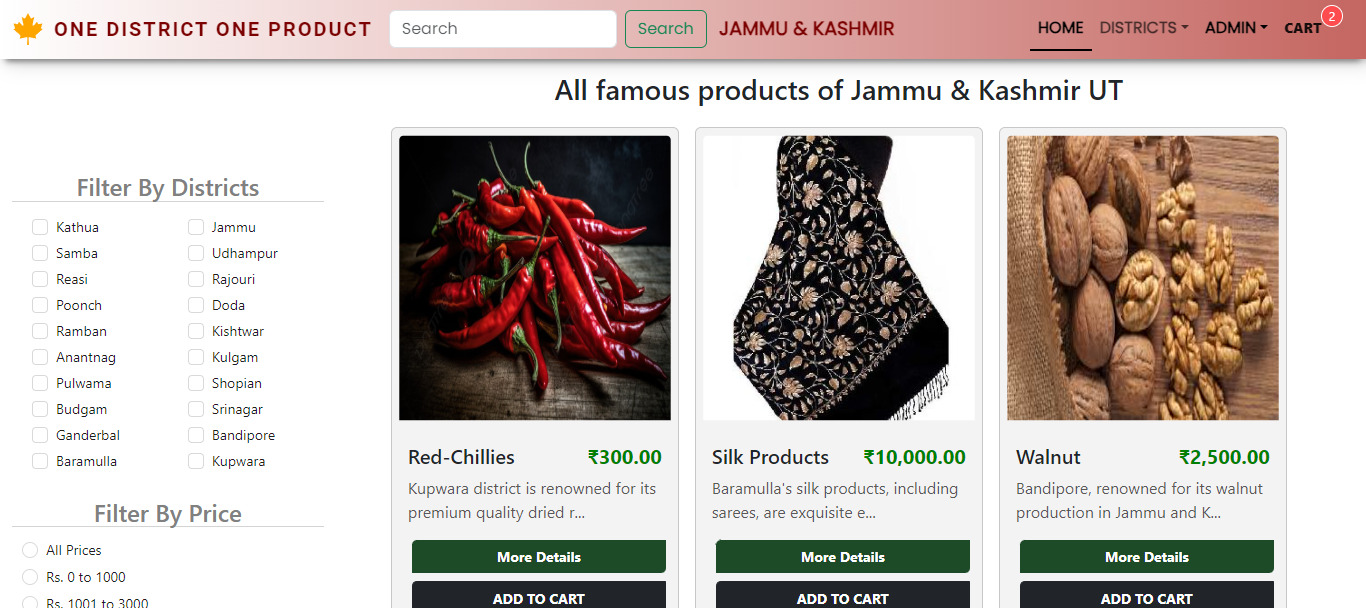 ONE DISTRICT ONE PRODUCT
Search
Search
JAMMU & KASHMIR
HOME
DISTRICTS
ADMIN
CART
2
All famous products of Jammu & Kashmir UT
Filter By Districts
Kathua
Jammu
Samba
Udhampur
Reasi
Rajouri
Poonch
Doda
Ramban
Kishtwar
Anantnag
Kulgam
Pulwama
Shopian
Budgam
Srinagar
Ganderbal
Bandipore
Baramulla
Kupwara
Filter By Price
All Prices
Rs. 0 to 1000
Rs. 1001 to 3000
Red-Chillies
₹300.00
Kupwara district is renowned for its
premium quality dried r...
More Details
ADD TO CART
Silk Products
₹10,000.00
Baramulla's silk products, including
sarees, are exquisite e...
More Details
ADD TO CART
Walnut
₹2,500.00
Bandipore, renowned for its walnut
production in Jammu and K...
More Details
ADD TO CART